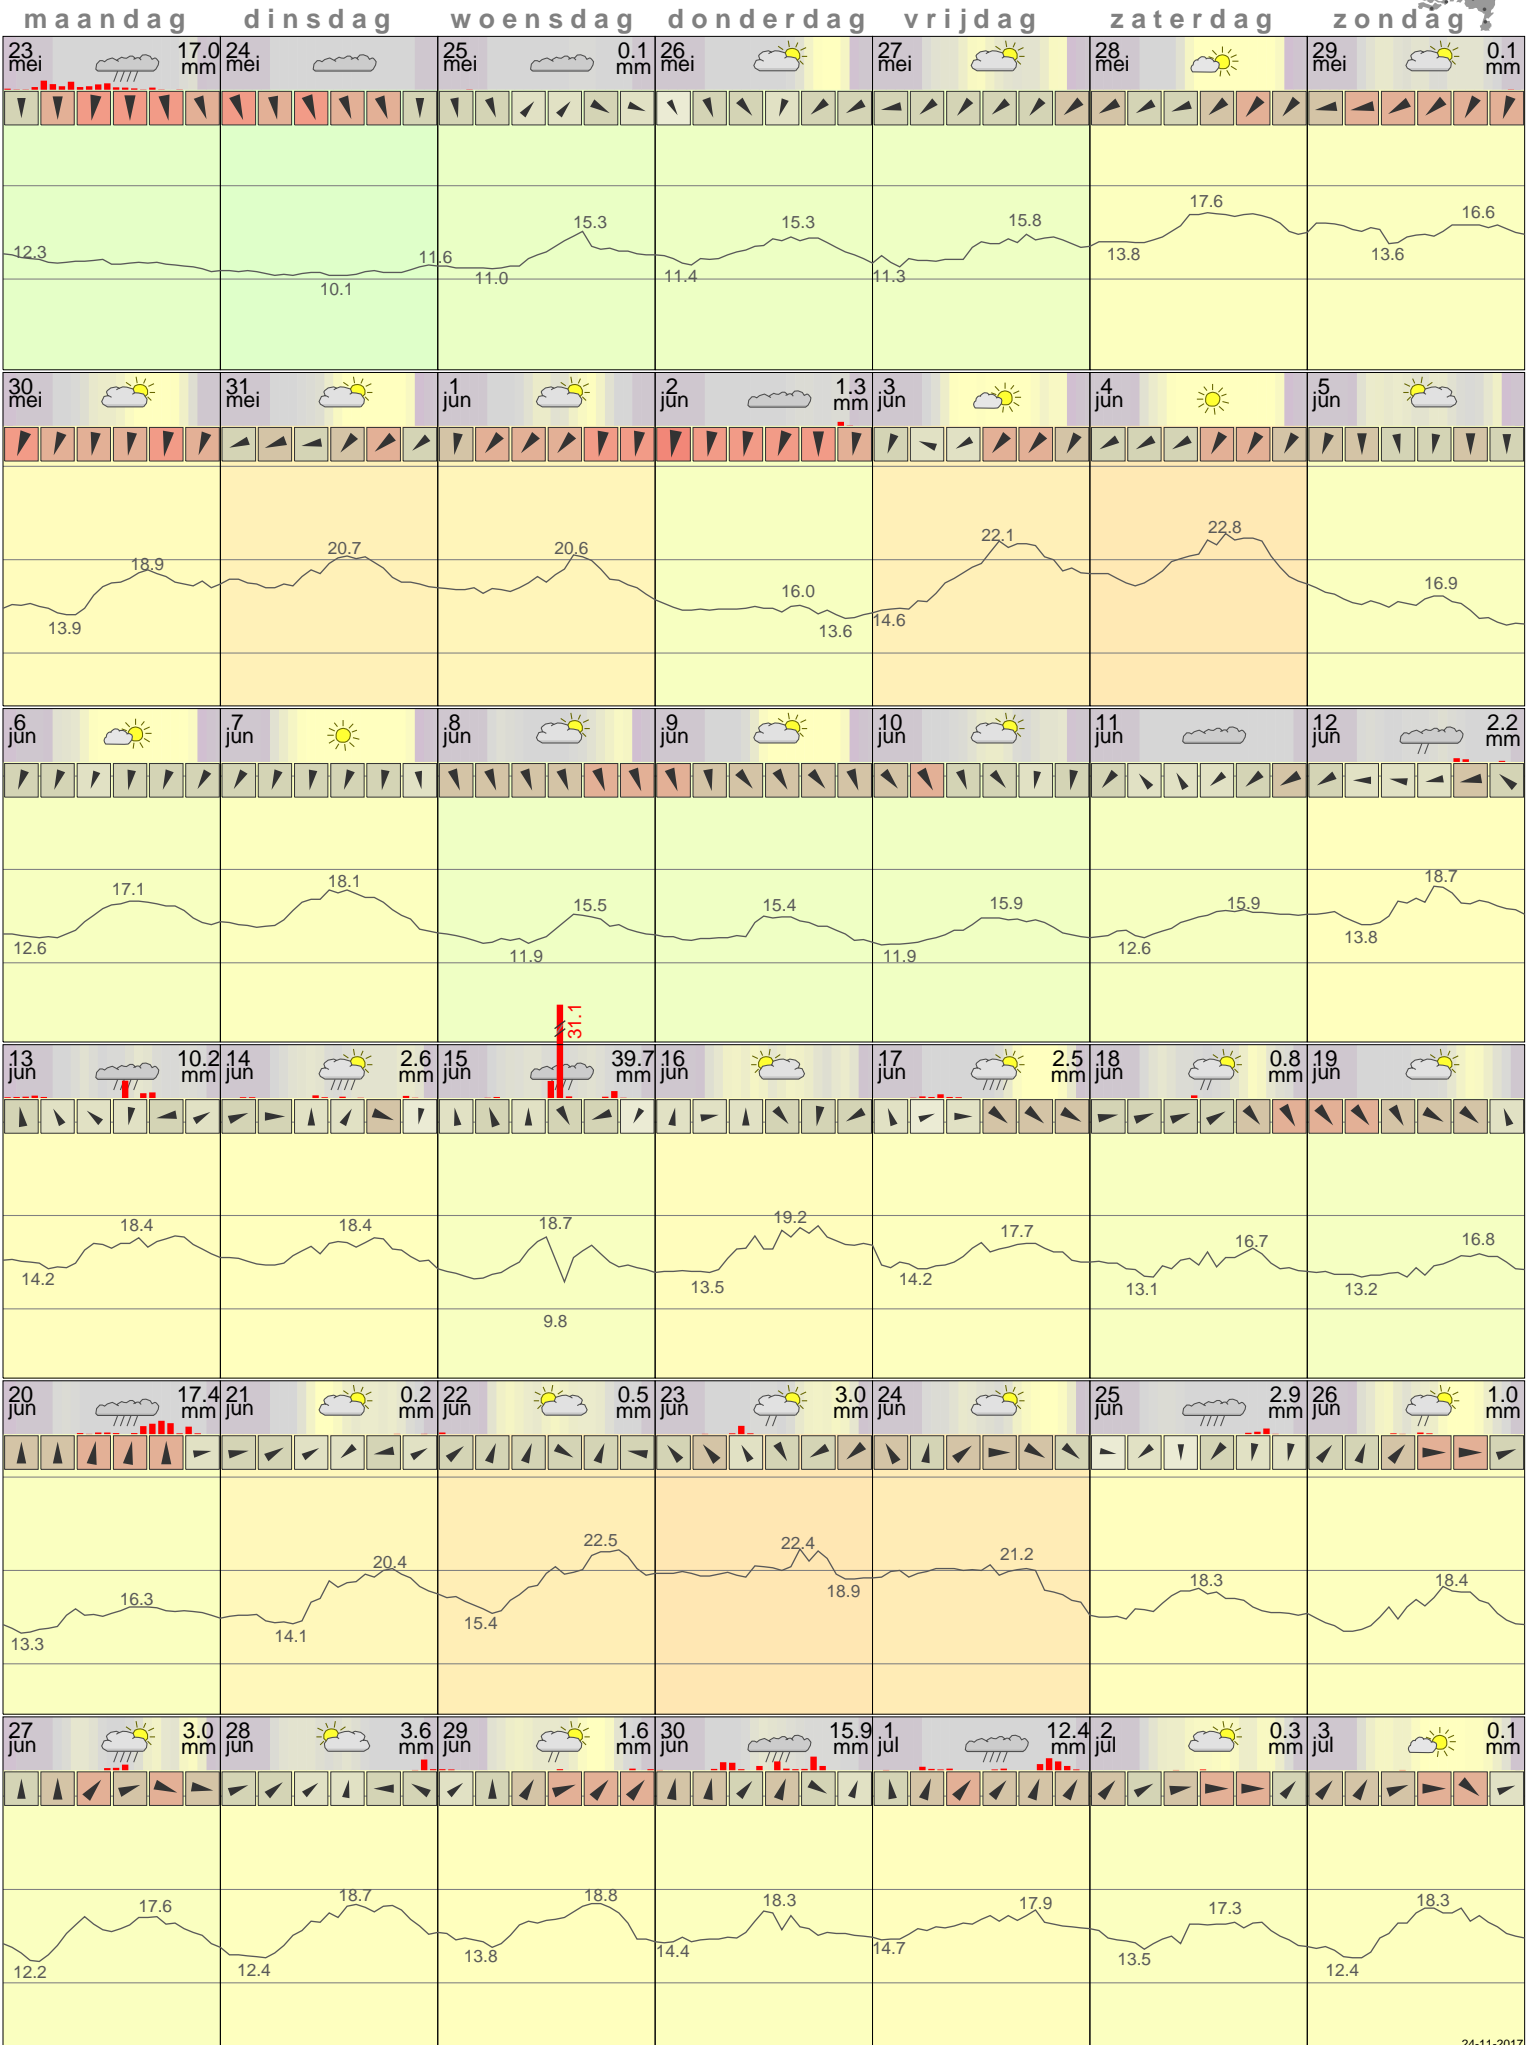 maandag dinsdag woensdag donderdag vrijdag zaterdag zondag
23 17.0 24 25 0.1 26 27 28 29 0.1
mei mm mei mei mm mei mei mei mei mm
17.6
15.3 15.3 15.8 16.6
12.3 11.6 13.8 13.6
11.0 11.4 11.3
10.1
30 31 .1 .2 1.3 .3 .4 .5
mei mei jun jun mm jun jun jun
22.1 22.8
18.9 20.7 20.6
16.0 16.9
13.9 13.6 14.6
.6 .7 .8 .9 10 11 12 2.2
jun jun jun jun jun jun jun mm
17.1 18.1 18.7
15.5 15.4 15.9 15.9
12.6 11.9 11.9 12.6 13.8
31.1
13 10.2 14 2.6 15 39.7 16 17 2.5 18 0.8 19
jun mm jun mm jun mm jun jun mm jun mm jun
18.4 18.4 18.7 19.2 17.7 16.7 16.8
14.2 13.5 14.2 13.1 13.2
9.8
20 17.4 21 0.2 22 0.5 23 3.0 24 25 2.9 26 1.0
jun mm jun mm jun mm jun mm jun jun mm jun mm
22.5 22.4
20.4 21.2
16.3 18.9 18.3 18.4
13.3 14.1 15.4
27 3.0 28 3.6 29 1.6 30 15.9 .1 12.4 .2 0.3 .3 0.1
jun mm jun mm jun mm jun mm jul mm jul mm jul mm
17.6 18.7 18.8 18.3 17.9 17.3 18.3
12.2 12.4 13.8 14.4 14.7 13.5 12.4
24-11-2017